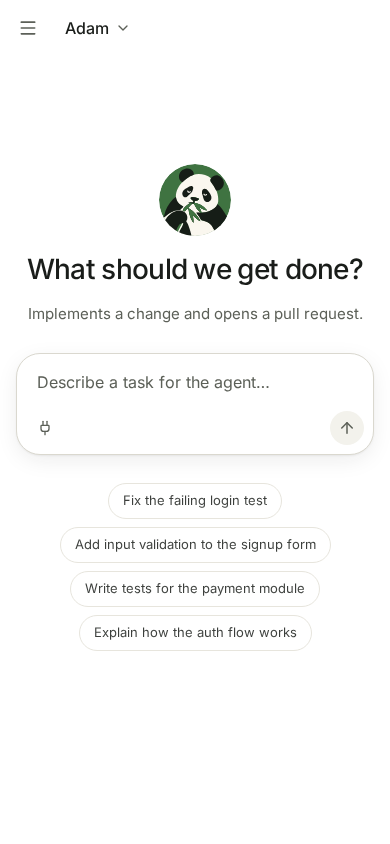 Adam
What should we get done?
Implements a change and opens a pull request.
Describe a task for the agent...
Fix the failing login test
Add input validation to the signup form
Write tests for the payment module
Explain how the auth flow works